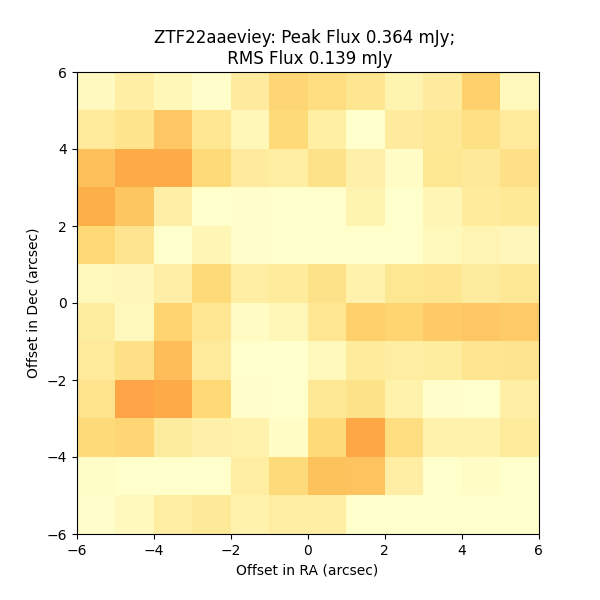 ZTF22aaeviey: Peak Flux 0.364 mJy;
RMS Flux 0.139 mJy
6
4
2
0
−2
−4
−6
Offset in Dec (arcsec)
−6 −4 −2 0 2 4 6
Offset in RA (arcsec)